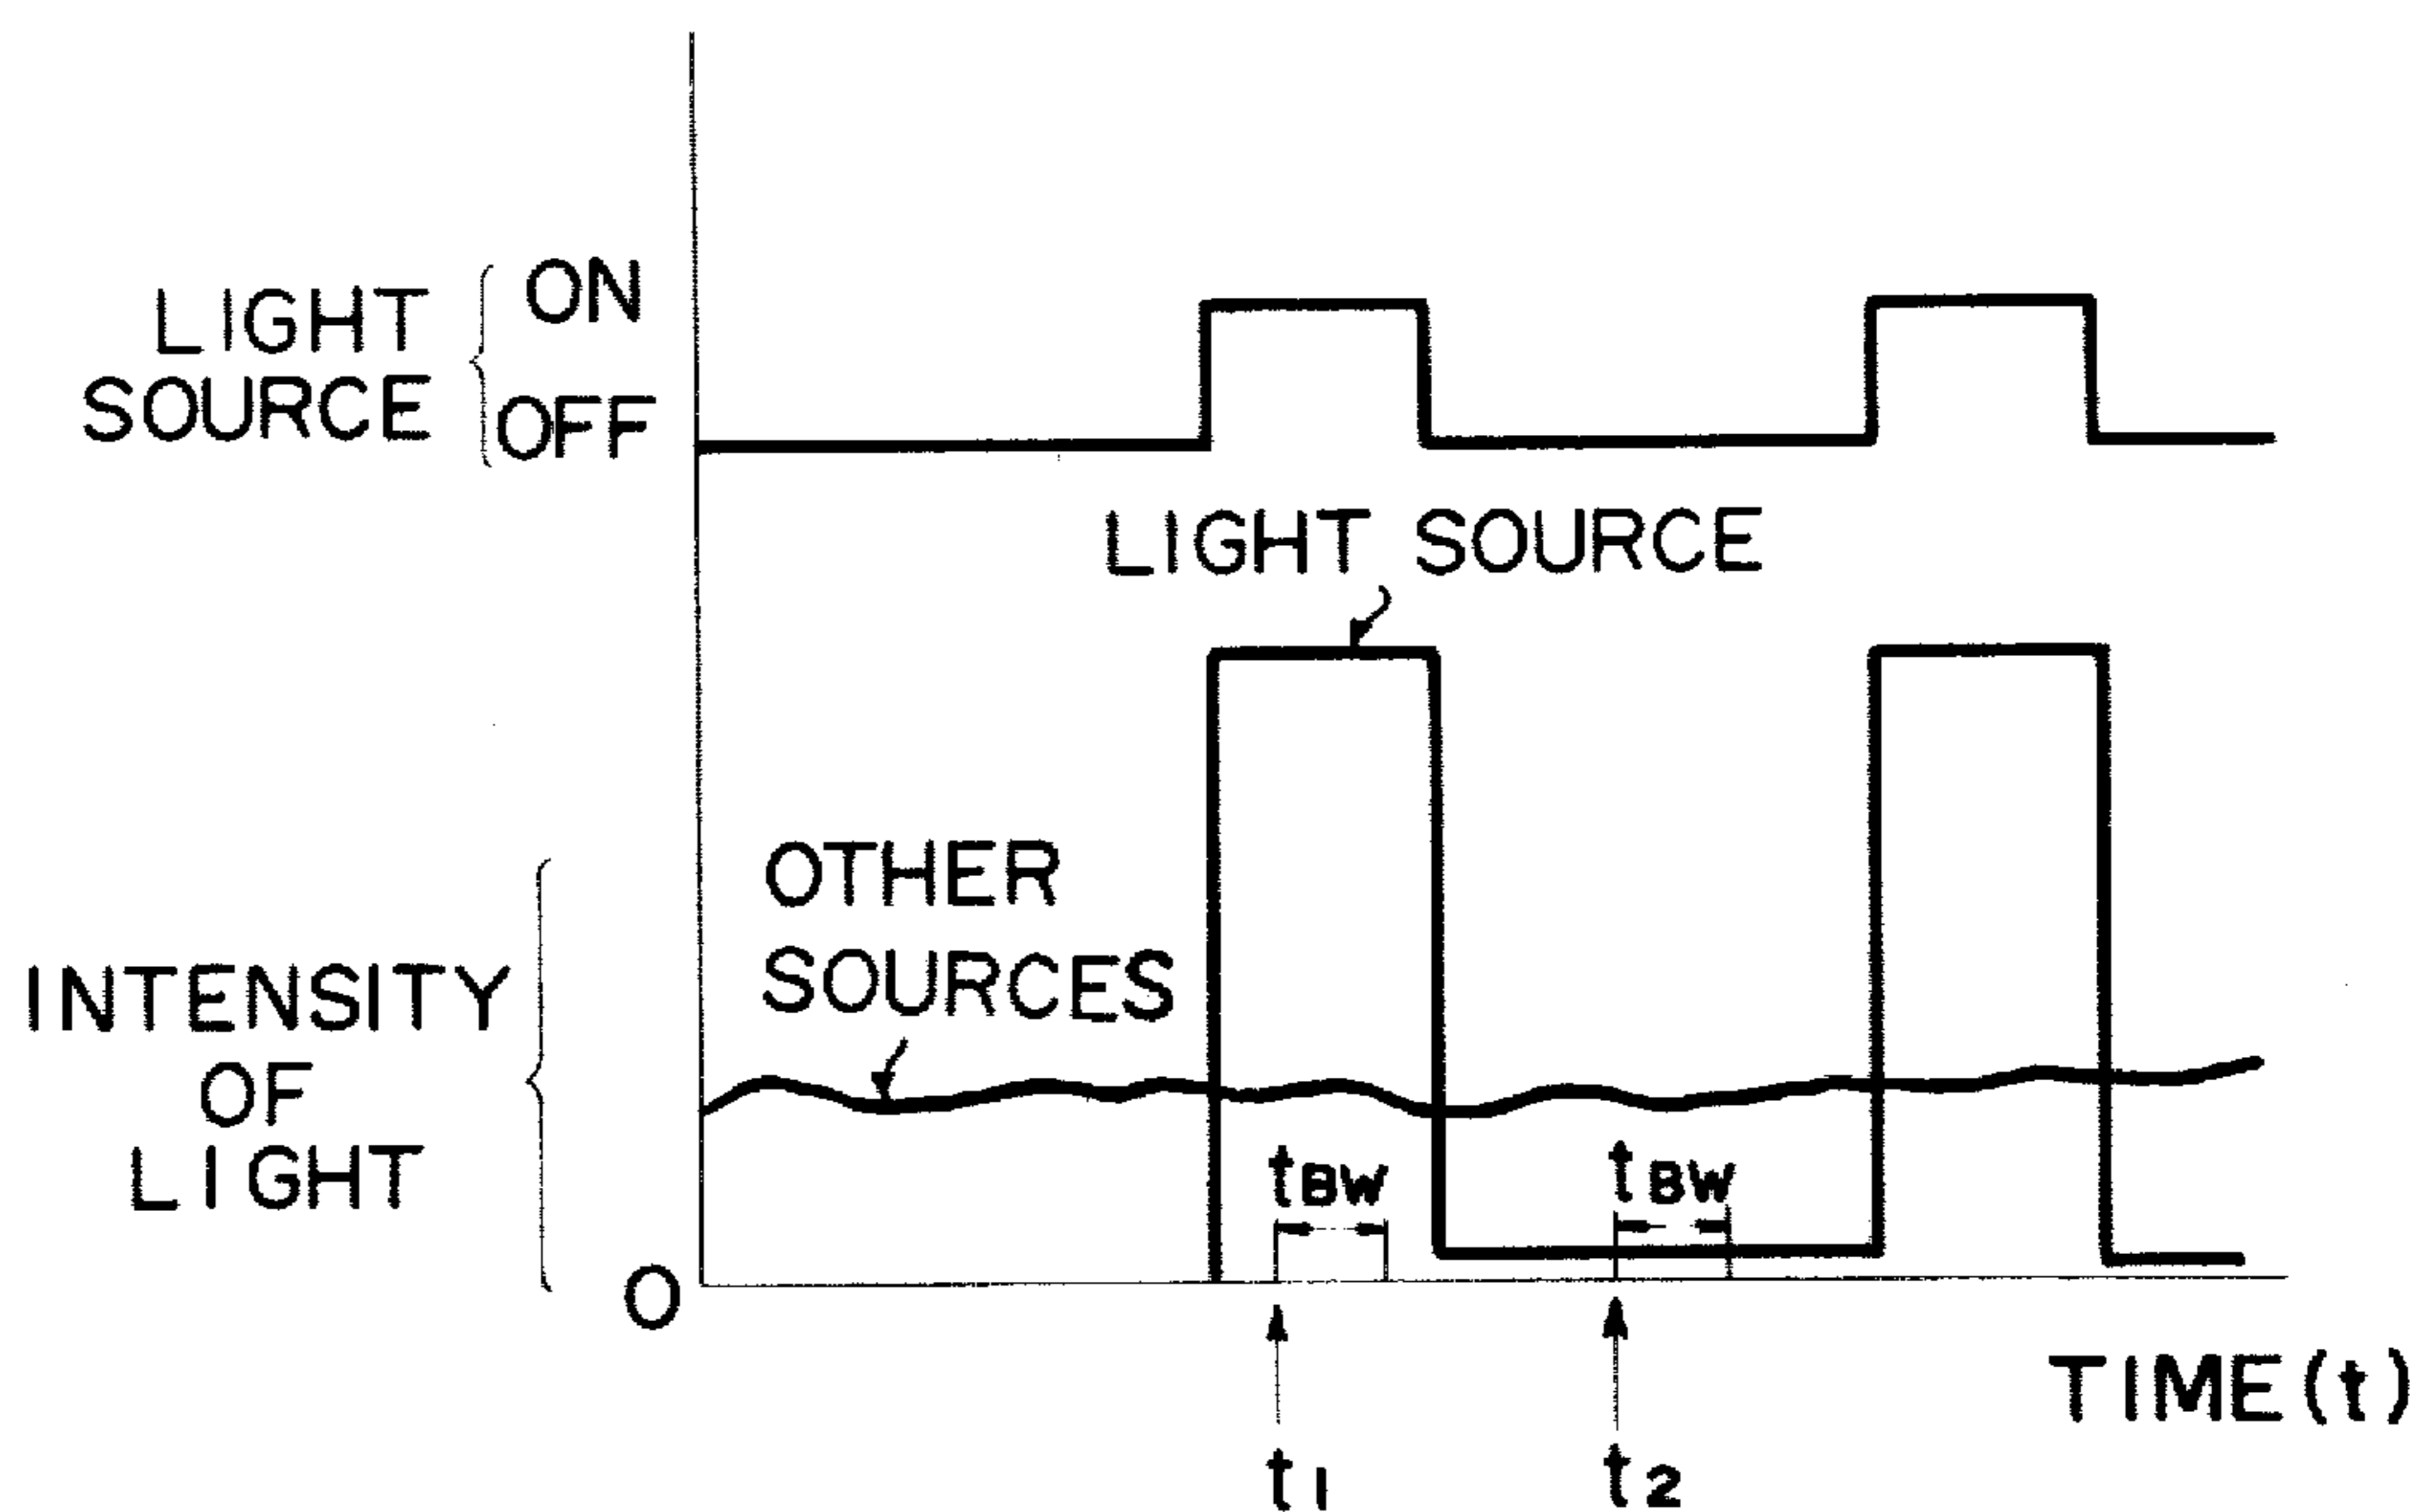 ON
LIGHT
SOURCE
OFF
LIGHT SOURCE
OTHER
SOURCES
INTENSITY
OF
LIGHT
tBW
tBW
O
TIME(t)
t1
t2